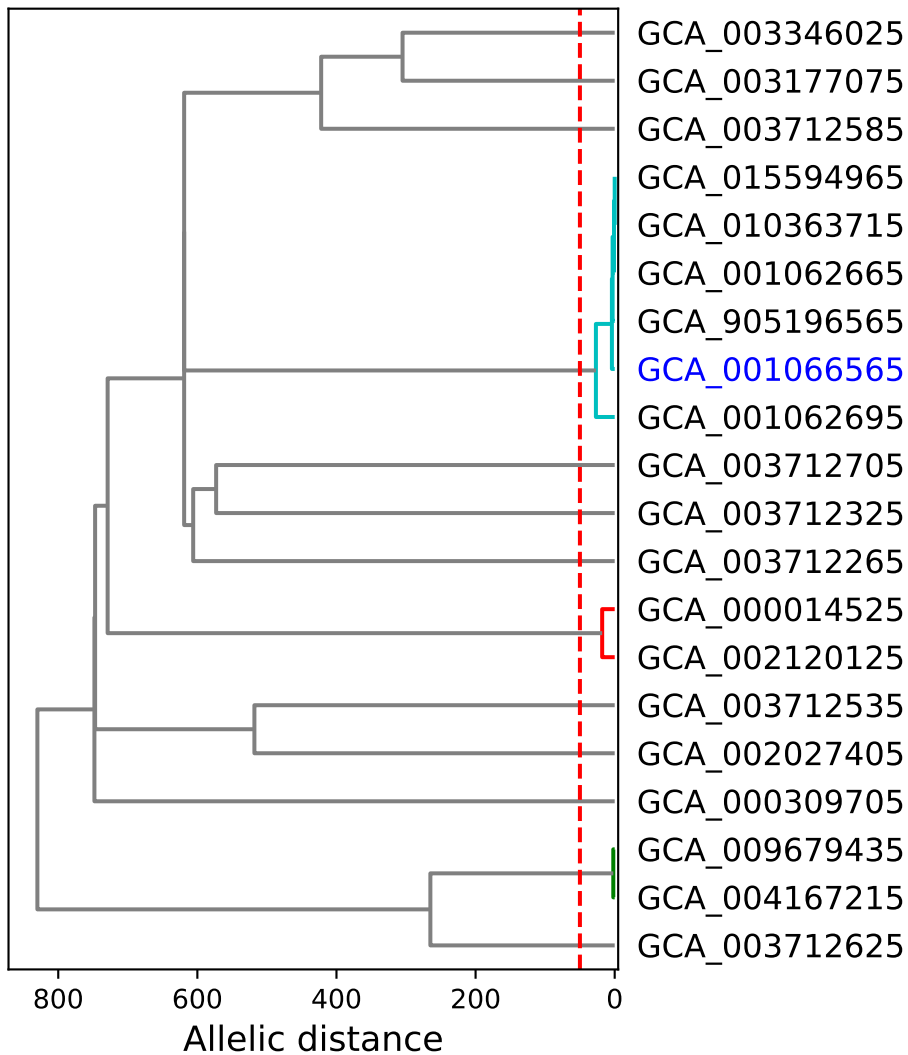 GCA_003346025
GCA_003177075
GCA_003712585
GCA_015594965
GCA_010363715
GCA_001062665
GCA_905196565
GCA_001066565
GCA_001062695
GCA_003712705
GCA_003712325
GCA_003712265
GCA_000014525
GCA_002120125
GCA_003712535
GCA_002027405
GCA_000309705
GCA_009679435
GCA_004167215
GCA_003712625
800 600 400 200 0
Allelic distance